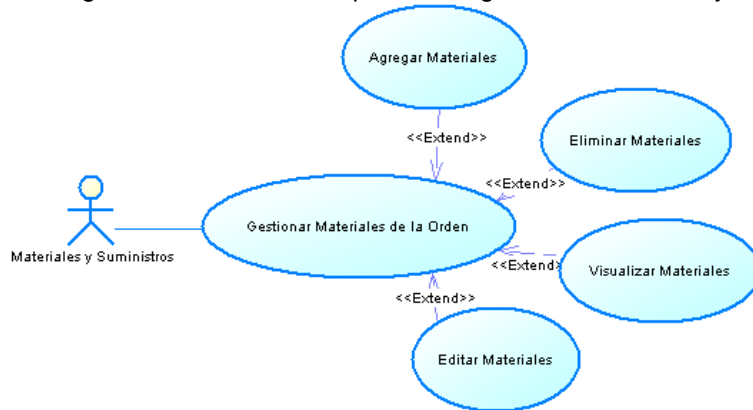 Agregar Materiales
<<Extend>>
Eliminar Materiales
<<Extend>>
Gestionar Materiales de la Orden
Materiales y Suministros
<<Extend>>
Visualizar Materiales
<<Extend>>
Editar Materiales